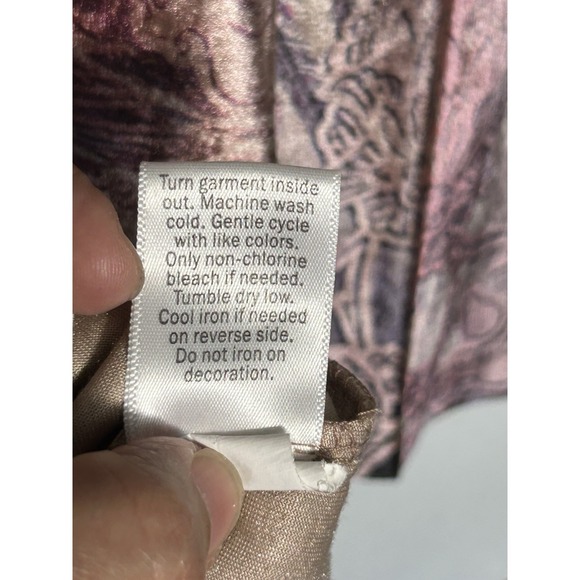 Turn garment inside
out. Machine wash
cold. Gentle cycle
with like colors.
Only non-chlorine
bleach if needed.
Tumble dry low.
Cool iron if needed
on reverse side.
Do not iron on
decoration.